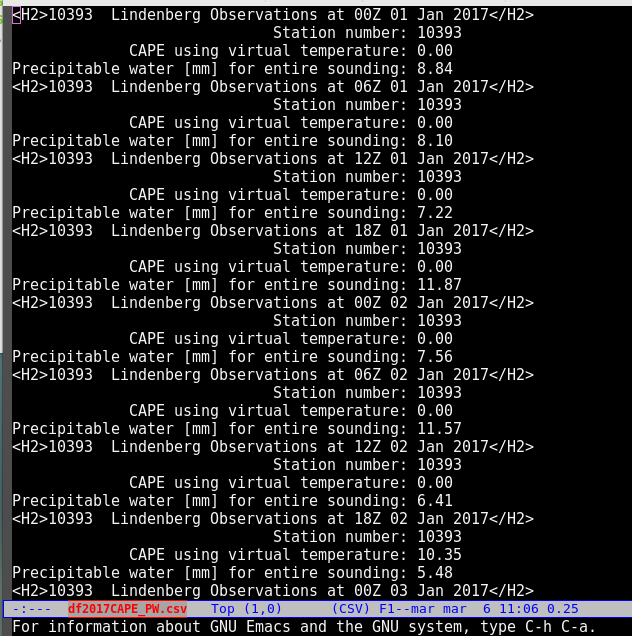 <H2>10393  Lindenberg Observations at 00Z 01 Jan 2017</H2>
                             Station number: 10393
             CAPE using virtual temperature: 0.00
Precipitable water [mm] for entire sounding: 8.84
<H2>10393  Lindenberg Observations at 06Z 01 Jan 2017</H2>
                             Station number: 10393
             CAPE using virtual temperature: 0.00
Precipitable water [mm] for entire sounding: 8.10
<H2>10393  Lindenberg Observations at 12Z 01 Jan 2017</H2>
                             Station number: 10393
             CAPE using virtual temperature: 0.00
Precipitable water [mm] for entire sounding: 7.22
<H2>10393  Lindenberg Observations at 18Z 01 Jan 2017</H2>
                             Station number: 10393
             CAPE using virtual temperature: 0.00
Precipitable water [mm] for entire sounding: 11.87
<H2>10393  Lindenberg Observations at 00Z 02 Jan 2017</H2>
                             Station number: 10393
             CAPE using virtual temperature: 0.00
Precipitable water [mm] for entire sounding: 7.56
<H2>10393  Lindenberg Observations at 06Z 02 Jan 2017</H2>
                             Station number: 10393
             CAPE using virtual temperature: 0.00
Precipitable water [mm] for entire sounding: 11.57
<H2>10393  Lindenberg Observations at 12Z 02 Jan 2017</H2>
                             Station number: 10393
             CAPE using virtual temperature: 0.00
Precipitable water [mm] for entire sounding: 6.41
<H2>10393  Lindenberg Observations at 18Z 02 Jan 2017</H2>
                             Station number: 10393
             CAPE using virtual temperature: 10.35
Precipitable water [mm] for entire sounding: 5.48
<H2>10393  Lindenberg Observations at 00Z 03 Jan 2017</H2>
-:---  df2017CAPE_PW.csv   Top (1,0)      (CSV) F1--mar mar  6 11:06 0.25
For information about GNU Emacs and the GNU system, type C-h C-a.